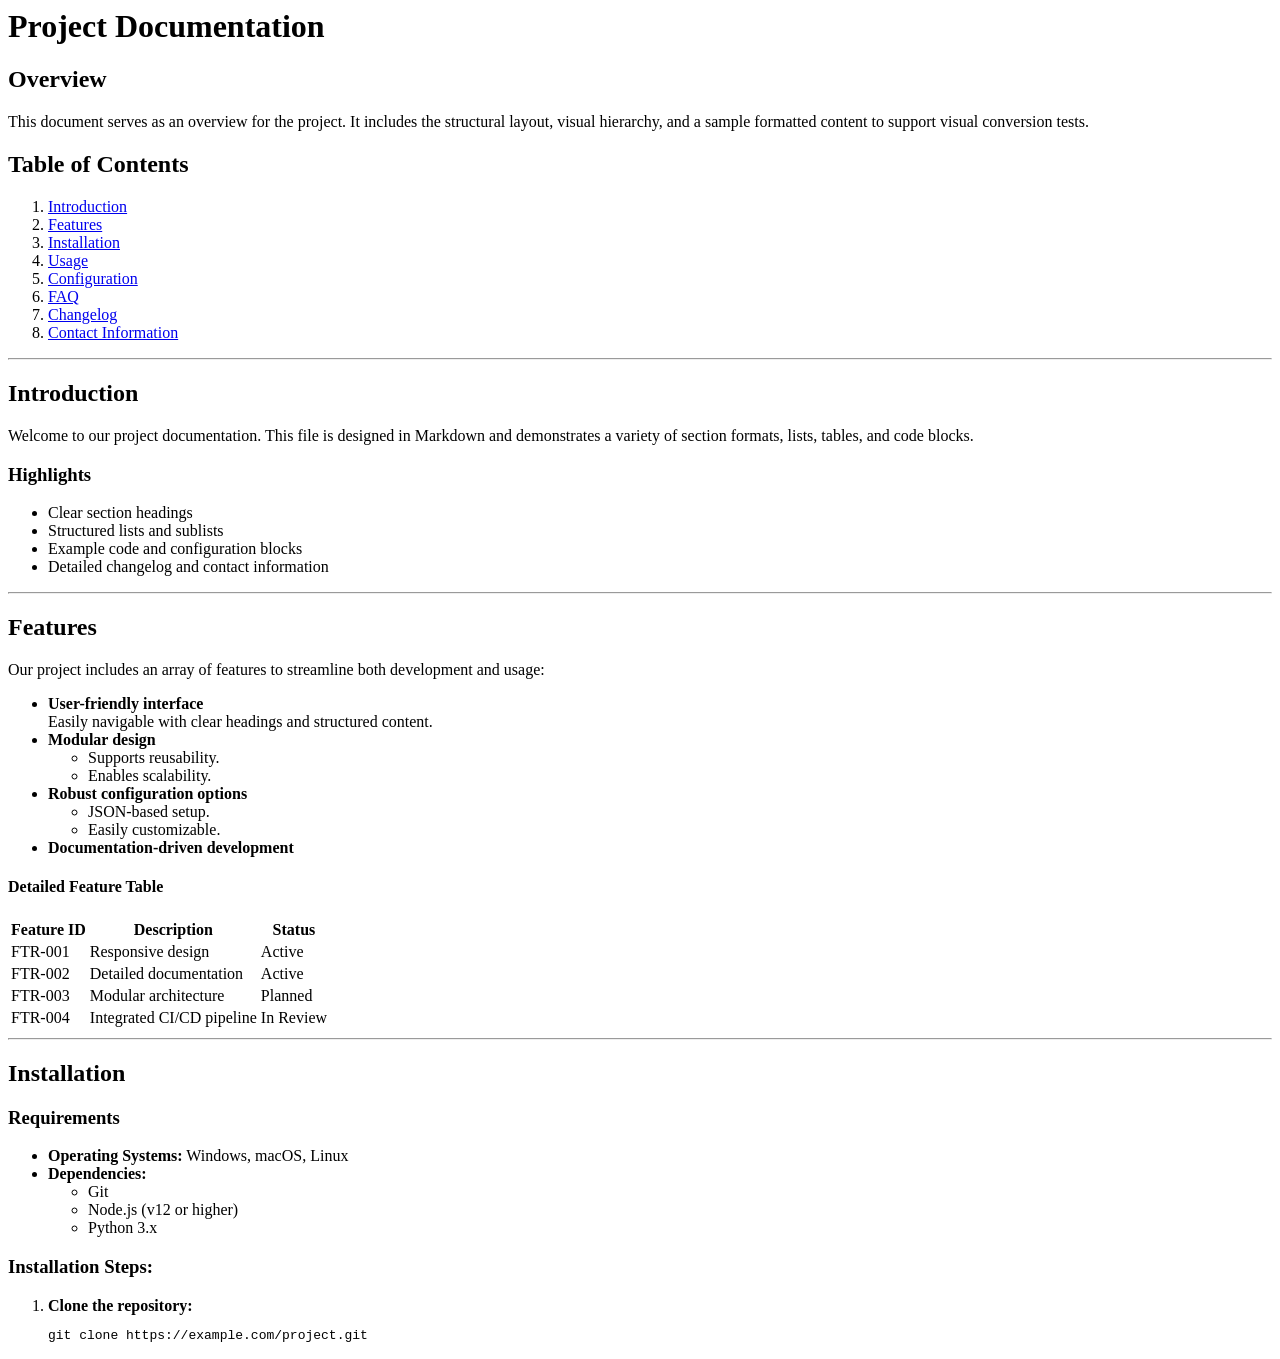 Project Documentation
Overview
This document serves as an overview for the project. It includes the structural layout, visual hierarchy, and a sample formatted content to support visual conversion tests.
Table of Contents
1. Introduction
2. Features
3. Installation
4. Usage
5. Configuration
6. FAQ
7. Changelog
8. Contact Information
Introduction
Welcome to our project documentation. This file is designed in Markdown and demonstrates a variety of section formats, lists, tables, and code blocks.
Highlights
• Clear section headings
• Structured lists and sublists
• Example code and configuration blocks
• Detailed changelog and contact information
Features
Our project includes an array of features to streamline both development and usage:
• User-friendly interface
Easily navigable with clear headings and structured content.
• Modular design
◦ Supports reusability.
◦ Enables scalability.
• Robust configuration options
◦ JSON-based setup.
◦ Easily customizable.
• Documentation-driven development
Detailed Feature Table
Feature ID Description Status
FTR-001 Responsive design Active
FTR-002 Detailed documentation Active
FTR-003 Modular architecture Planned
FTR-004 Integrated CI/CD pipeline In Review
Installation
Requirements
• Operating Systems: Windows, macOS, Linux
• Dependencies:
◦ Git
◦ Node.js (v12 or higher)
◦ Python 3.x
Installation Steps:
1. Clone the repository:
git clone https://example.com/project.git